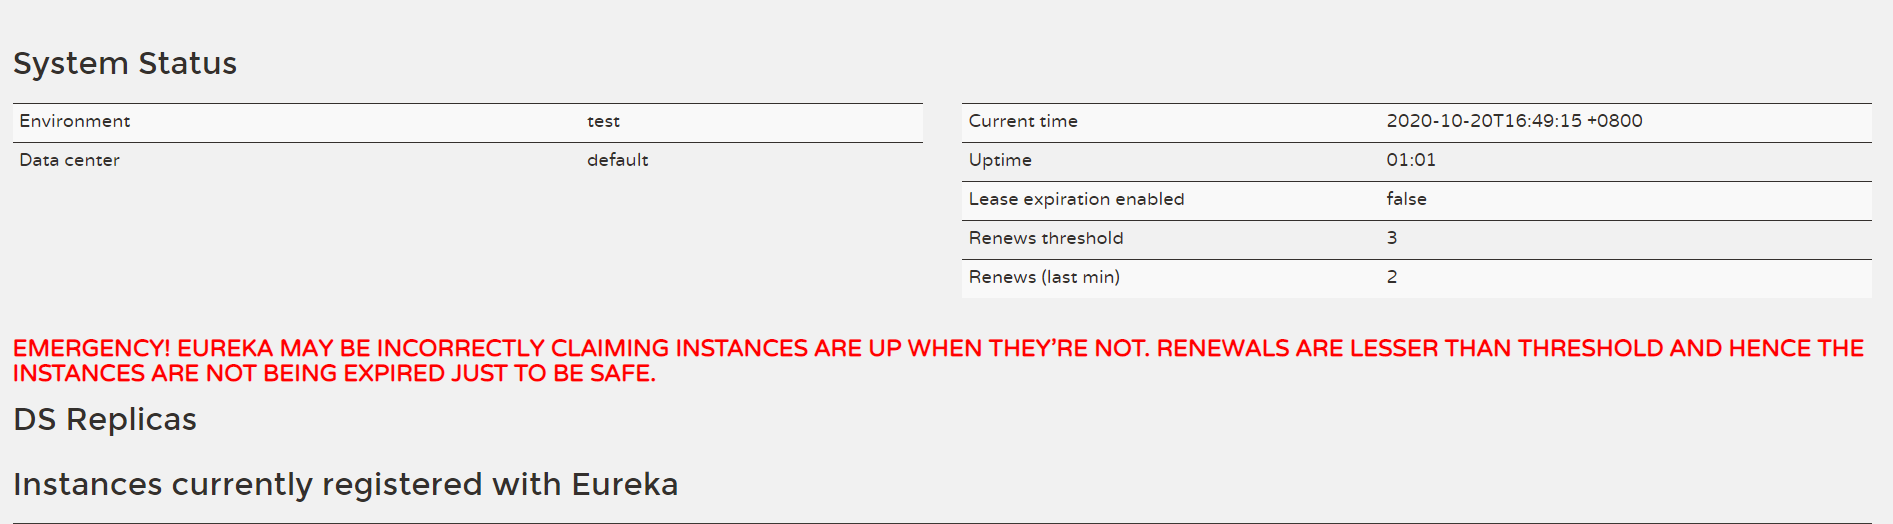 System Status
Environment test
Data center default
Current time 2020-10-20T16:49:15 +0800
Uptime 01:01
Lease expiration enabled false
Renews threshold 3
Renews (last min) 2
EMERGENCY! EUREKA MAY BE INCORRECTLY CLAIMING INSTANCES ARE UP WHEN THEY'RE NOT. RENEWALS ARE LESSER THAN THRESHOLD AND HENCE THE
INSTANCES ARE NOT BEING EXPIRED JUST TO BE SAFE.
DS Replicas
Instances currently registered with Eureka